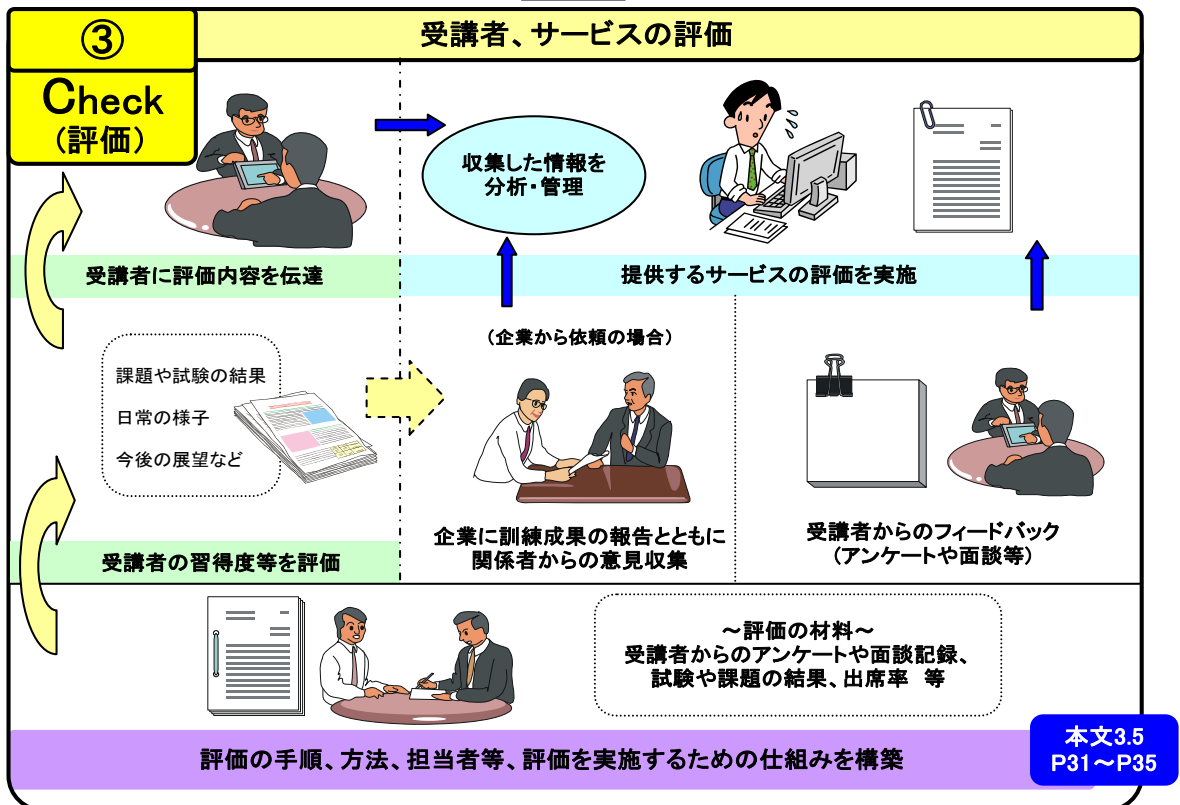 ③
Check
(評価)
受講者、サービスの評価
収集した情報を
分析・管理
受講者に評価内容を伝達
提供するサービスの評価を実施
課題や試験の結果
日常の様子
今後の展望など
(企業から依頼の場合)
企業に訓練成果の報告とともに
関係者からの意見収集
受講者からのフィードバック
(アンケートや面談等)
受講者の習得度等を評価
～評価の材料～
受講者からのアンケートや面談記録、
試験や課題の結果、出席率 等
評価の手順、方法、担当者等、評価を実施するための仕組みを構築
本文3.5
P31～P35